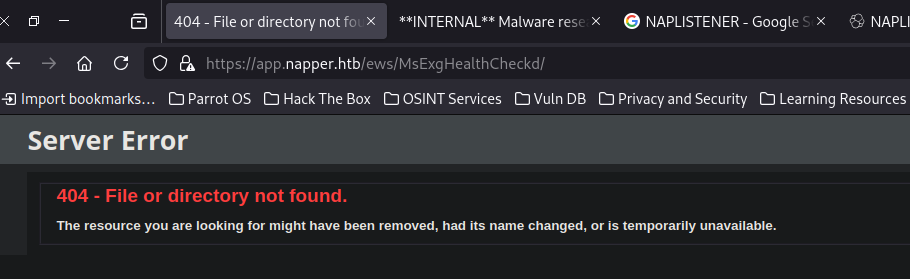 404 - File or directory not fou
**INTERNAL** Malware rese
NAPLISTENER - Google S
NAPLI
https://app.napper.htb/ews/MsExgHealthCheckd/
Import bookmarks…
Parrot OS
Hack The Box
OSINT Services
Vuln DB
Privacy and Security
Learning Resources
Server Error
404 - File or directory not found.
The resource you are looking for might have been removed, had its name changed, or is temporarily unavailable.